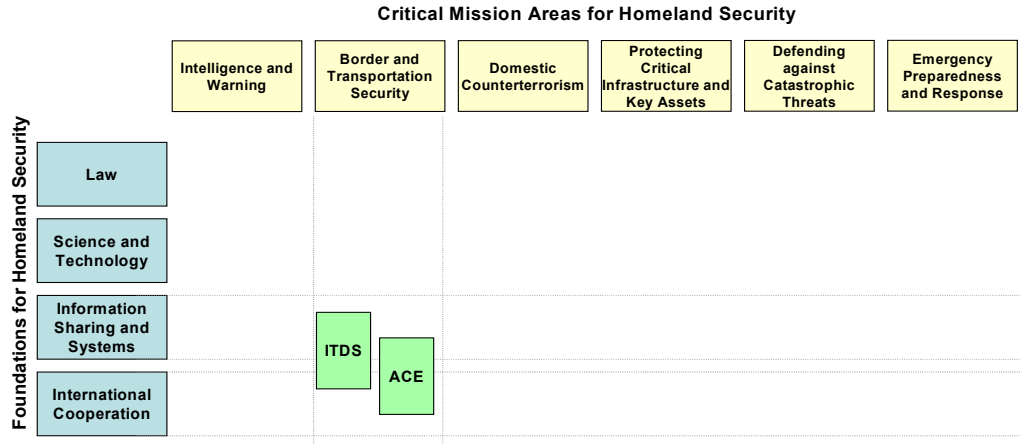 Critical Mission Areas for Homeland Security
Intelligence and
Warning
Border and
Transportation
Security
Domestic
Counterterrorism
Protecting
Critical
Infrastructure and
Key Assets
Defending
against
Catastrophic
Threats
Emergency
Preparedness
and Response
Foundations for Homeland Security
Law
Science and
Technology
Information
Sharing and
Systems
International
Cooperation
ITDS
ACE